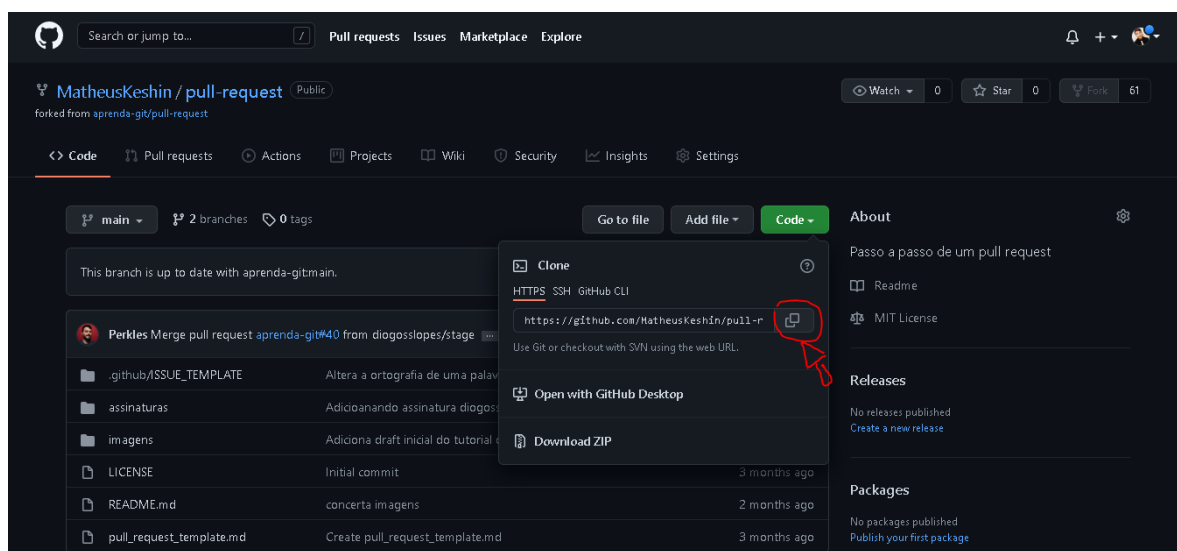 Search or jump to... / Pull requests Issues Marketplace Explore
MatheusKeshin / pull-request Public
Watch 0 Star 0 Fork 61
forked from aprenda-git/pull-request
<> Code Pull requests Actions Projects Wiki Security Insights Settings
main 2 branches 0 tags
Go to file Add file Code
This branch is up to date with aprenda-git:main.
Clone
HTTPS SSH GitHub CLI
https://github.com/MatheusKeshin/pull-r
Use Git or checkout with SVN using the web URL.
Open with GitHub Desktop
Download ZIP
Perkles Merge pull request aprenda-git#40 from diogosslopes/stage ...
.github/ISSUE_TEMPLATE Altera a ortografia de uma palav
assinaturas Adicioanando assinatura diogos
imagens Adiciona draft inicial do tutorial
LICENSE Initial commit 3 months ago
README.md concerta imagens 2 months ago
pull_request_template.md Create pull_request_template.md 3 months ago
About
Passo a passo de um pull request
Readme
MIT License
Releases
No releases published
Create a new release
Packages
No packages published
Publish your first package